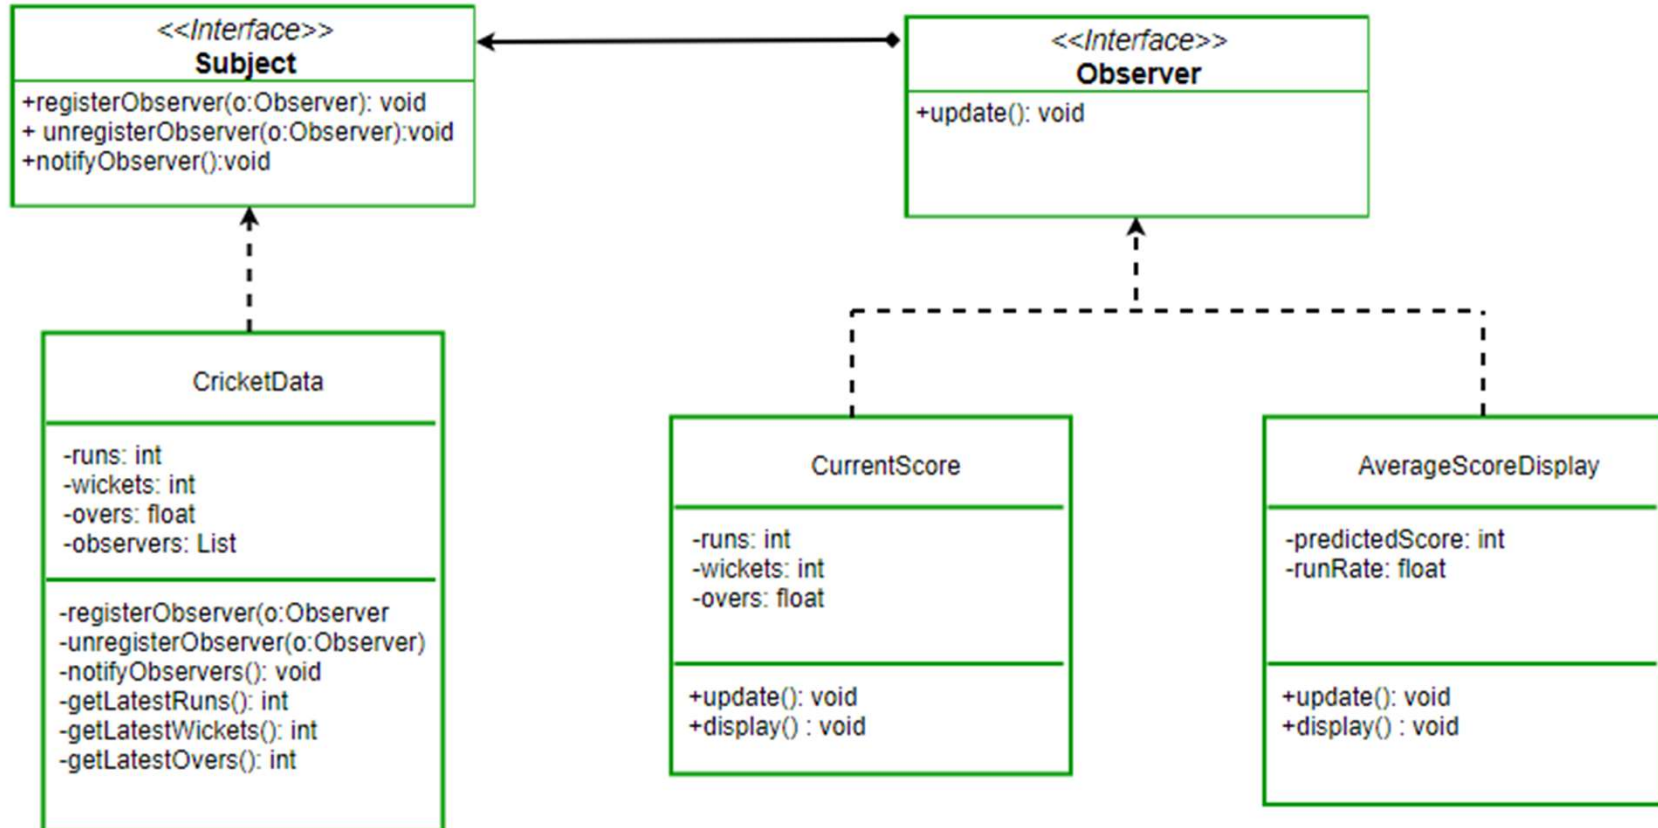 <<Interface>>
Subject
+registerObserver(o:Observer): void
+ unregisterObserver(o:Observer):void
+notifyObserver():void
<<Interface>>
Observer
+update(): void
CricketData
-runs: int
-wickets: int
-overs: float
-observers: List
-registerObserver(o:Observer
-unregisterObserver(o:Observer)
-notifyObservers(): void
-getLatestRuns(): int
-getLatestWickets(): int
-getLatestOvers(): int
CurrentScore
-runs: int
-wickets: int
-overs: float
+update(): void
+display() : void
AverageScoreDisplay
-predictedScore: int
-runRate: float
+update(): void
+display() : void